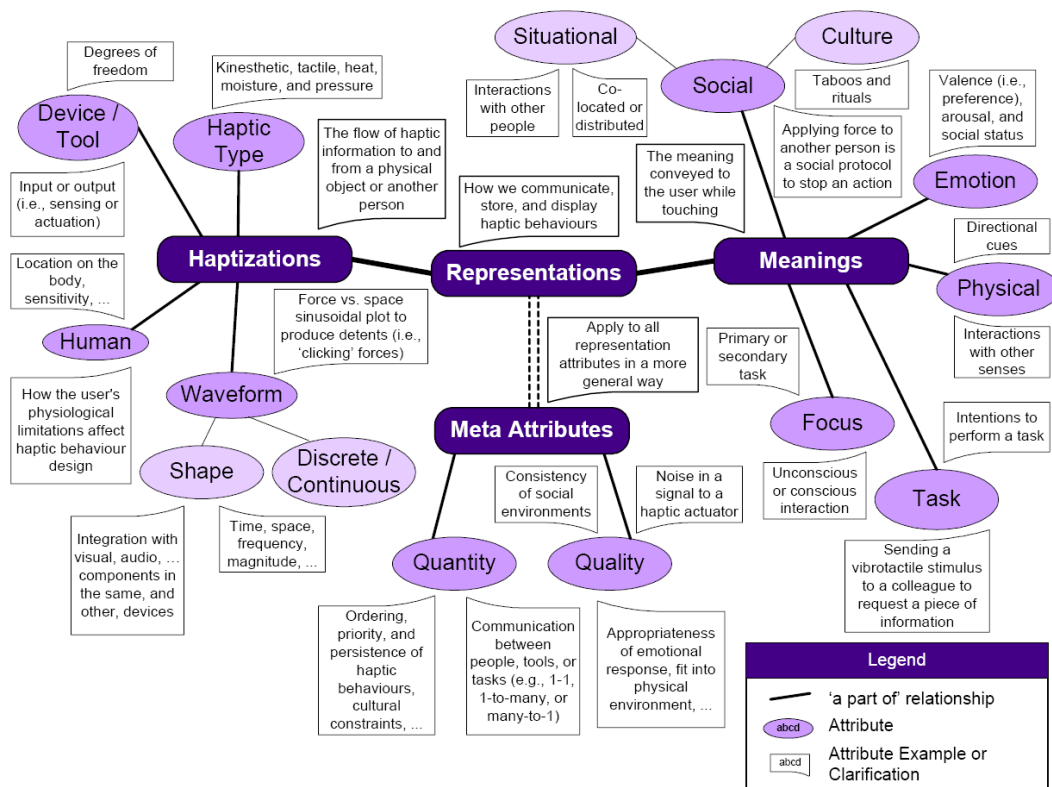 Degrees of
freedom
Kinesthetic, tactile, heat,
moisture, and pressure
Device /
Tool
Haptic
Type
Input or output
(i.e., sensing or
actuation)
The flow of haptic
information to and
from a physical
object or another
person
Location on the
body,
sensitivity, ...
Haptizations
Human
Force vs. space
sinusoidal plot to
produce detents (i.e.,
‘clicking’ forces)
How the user's
physiological
limitations affect
haptic behaviour
design
Waveform
Shape
Discrete /
Continuous
Integration with
visual, audio, ...
components in
the same, and
other, devices
Time, space,
frequency,
magnitude, ...
How we communicate,
store, and display
haptic behaviours
Representations
Apply to all
representation
attributes in a more
general way
Meta Attributes
Consistency
of social
environments
Noise in a
signal to a
haptic actuator
Quantity
Quality
Ordering,
priority, and
persistence of
haptic
behaviours,
cultural
constraints, ...
Communication
between
people, tools, or
tasks (e.g., 1-1,
1-to-many, or
many-to-1)
Appropriateness
of emotional
response, fit into
physical
environment, ...
Situational
Culture
Social
Interactions
with other
people
Co-
located or
distributed
Taboos and
rituals
Valence (i.e.,
preference),
arousal, and
social status
The meaning
conveyed to
the user while
touching
Applying force to
another person is
a social protocol
to stop an action
Emotion
Meanings
Directional
cues
Physical
Interactions
with other
senses
Primary or
secondary
task
Focus
Unconscious
or conscious
interaction
Intentions to
perform a task
Task
Sending a
vibrotactile stimulus
to a colleague to
request a piece of
information
Legend
‘a part of’ relationship
abcd
Attribute
abcd
Attribute Example or
Clarification